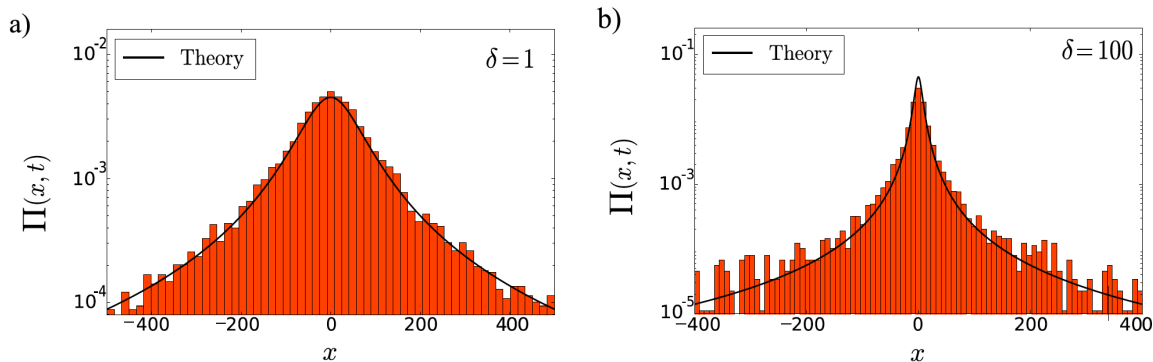 a)
10⁻²
Theory
δ=1
10⁻³
10⁻⁴
Π(x, t)
−400 −200 0 200 400
x
b)
10⁻¹
Theory
δ=100
10⁻³
10⁻⁵
Π(x, t)
−400 −200 0 200 400
x